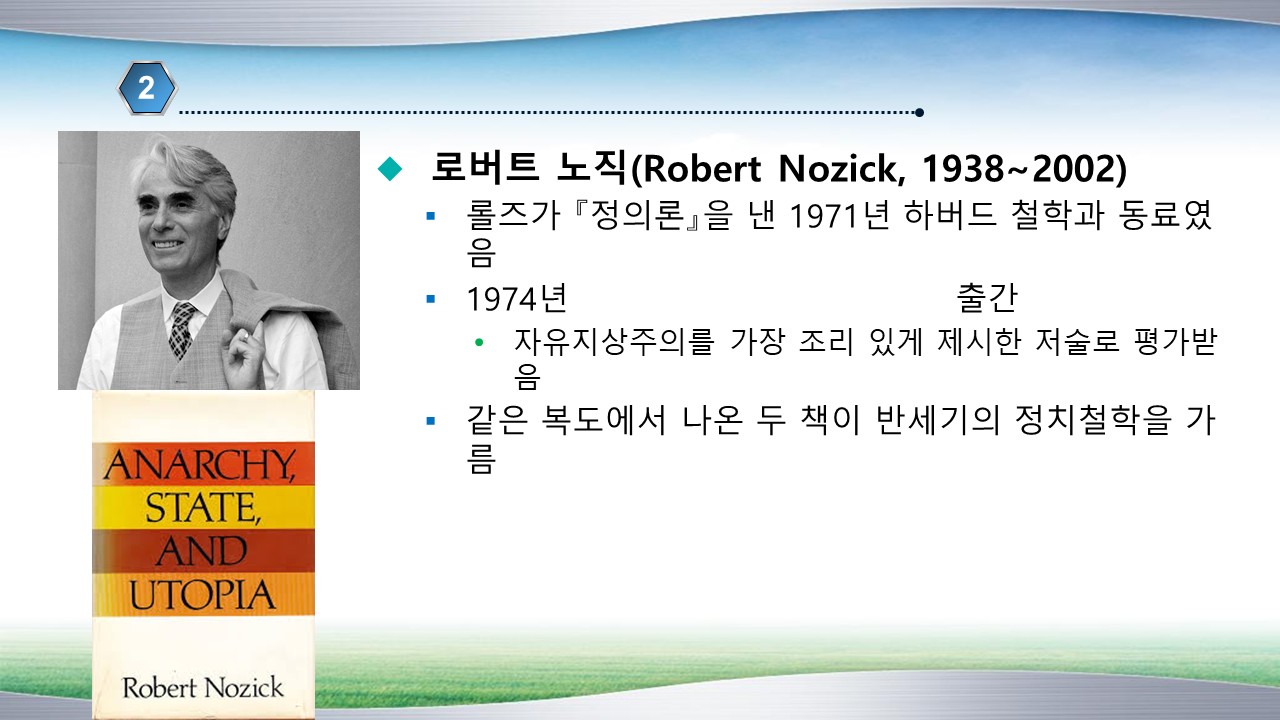 2
로버트 노직(Robert Nozick, 1938~2002)
롤즈가 『정의론』을 낸 1971년 하버드 철학과 동료였
음
1974년 출간
자유지상주의를 가장 조리 있게 제시한 저술로 평가받
음
같은 복도에서 나온 두 책이 반세기의 정치철학을 가
름
ANARCHY,
STATE,
AND
UTOPIA
Robert Nozick